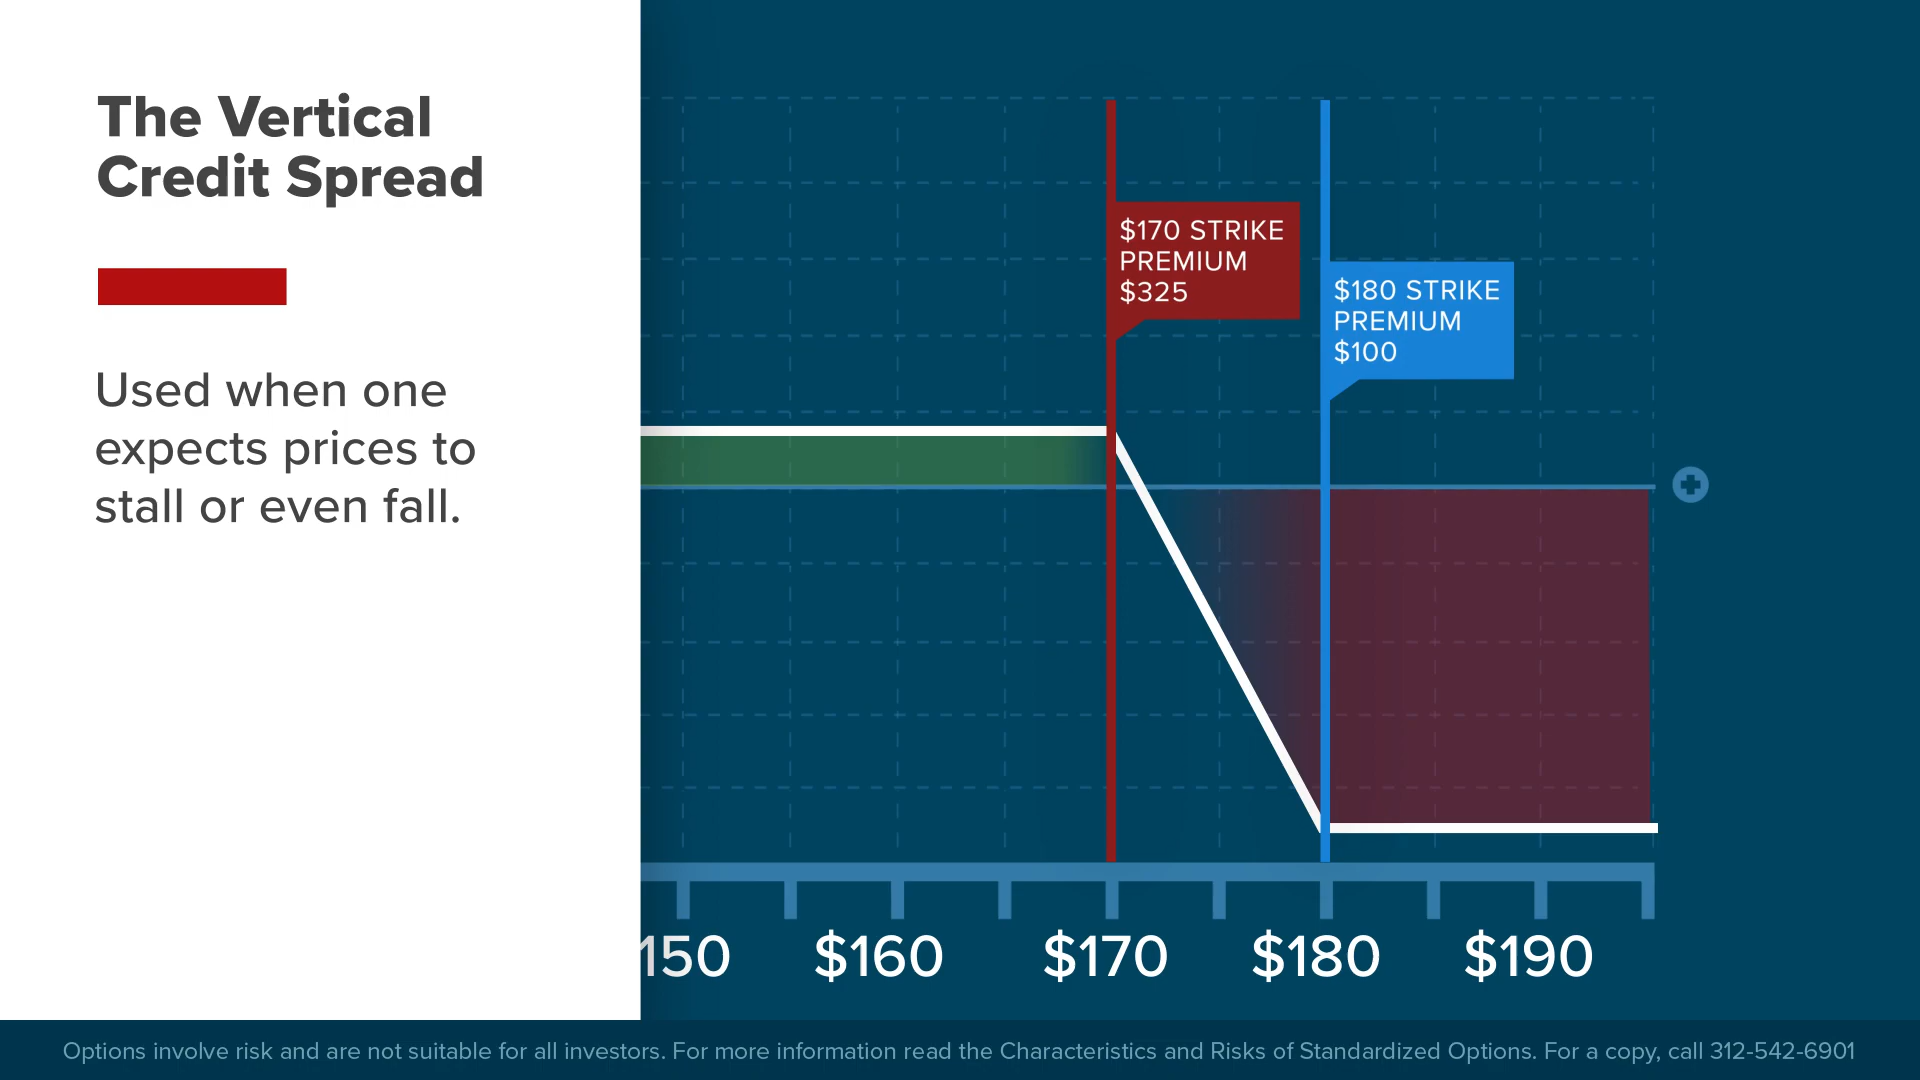 The Vertical
Credit Spread
Used when one
expects prices to
stall or even fall.
$170 STRIKE
PREMIUM
$325
$180 STRIKE
PREMIUM
$100
150 $160 $170 $180 $190
Options involve risk and are not suitable for all investors. For more information read the Characteristics and Risks of Standardized Options. For a copy, call 312-542-6901